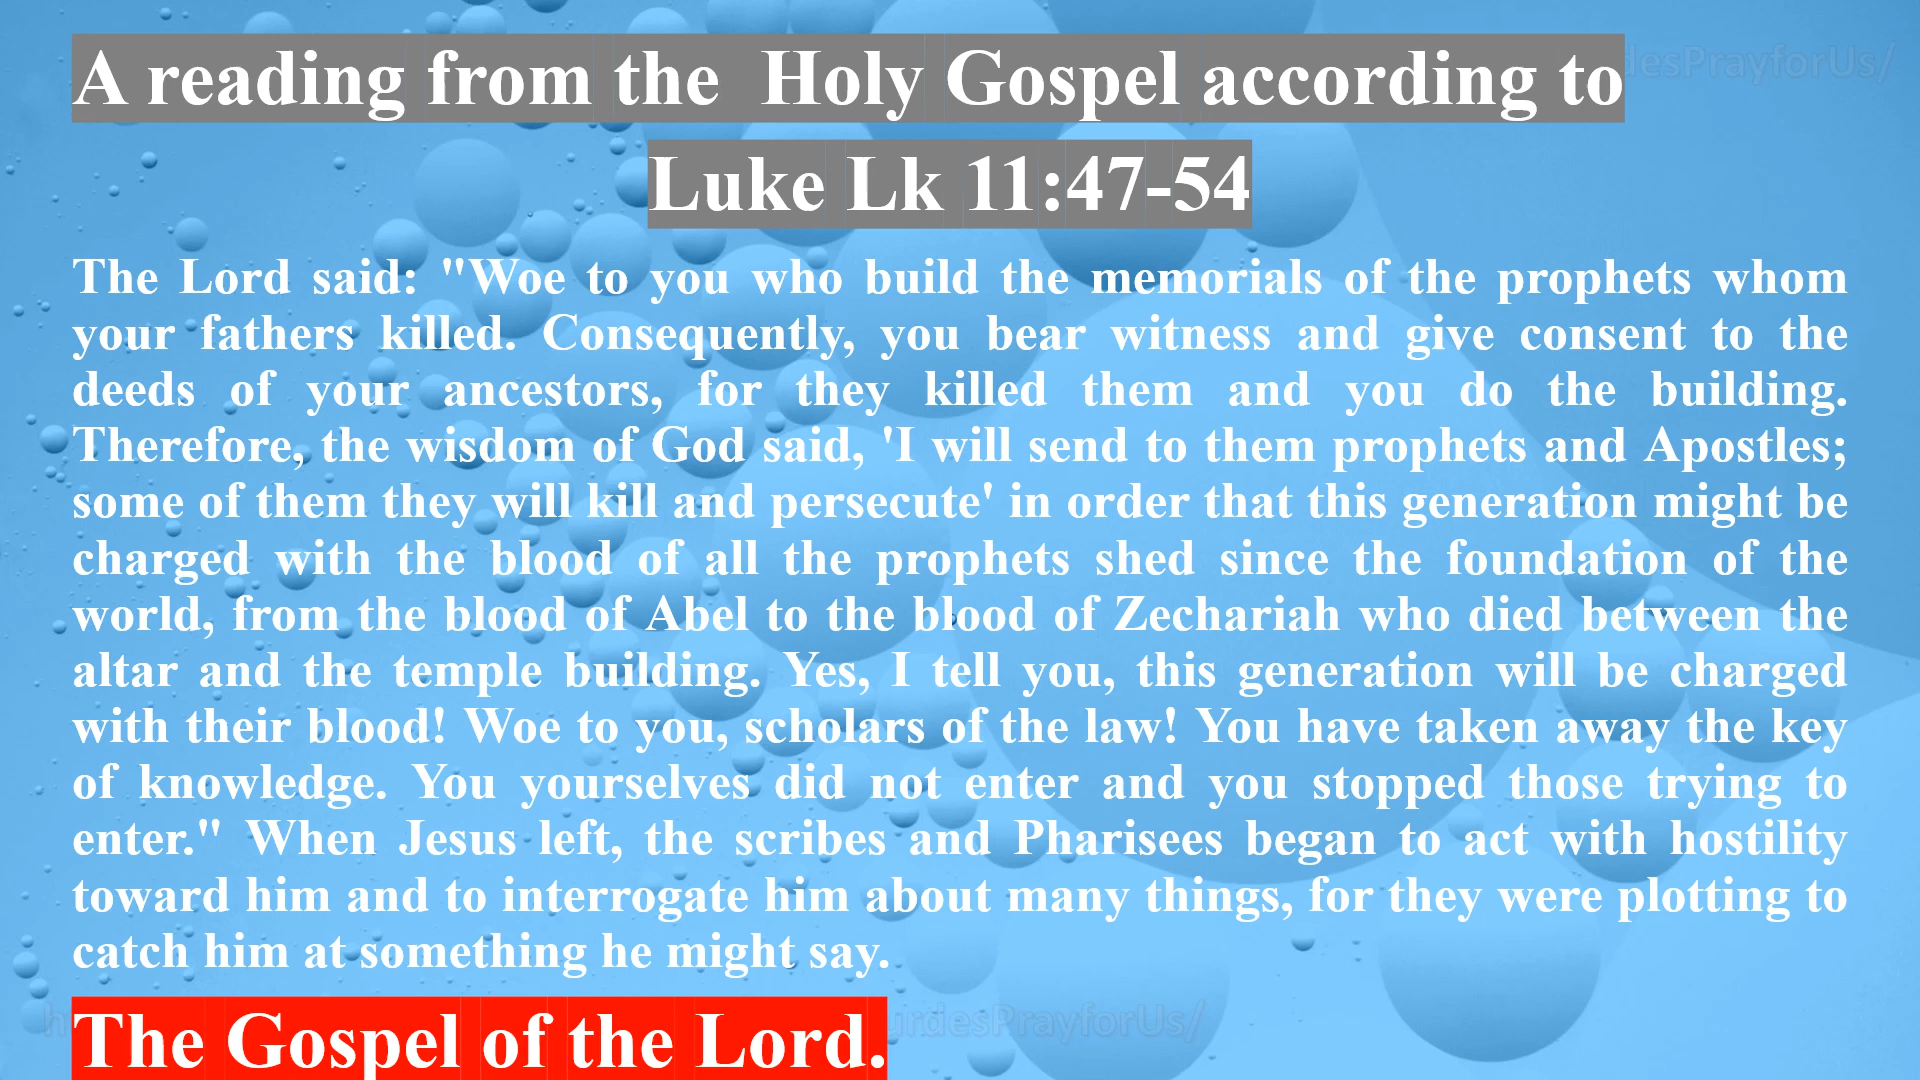 A reading from the  Holy Gospel according to
desPrayforUs/
Luke Lk 11:47-54
The Lord said: "Woe to you who build the memorials of the prophets whom
your fathers killed. Consequently, you bear witness and give consent to the
deeds of your ancestors, for they killed them and you do the building.
Therefore, the wisdom of God said, 'I will send to them prophets and Apostles;
some of them they will kill and persecute' in order that this generation might be
charged with the blood of all the prophets shed since the foundation of the
world, from the blood of Abel to the blood of Zechariah who died between the
altar and the temple building. Yes, I tell you, this generation will be charged
with their blood! Woe to you, scholars of the law! You have taken away the key
of knowledge. You yourselves did not enter and you stopped those trying to
enter." When Jesus left, the scribes and Pharisees began to act with hostility
toward him and to interrogate him about many things, for they were plotting to
catch him at something he might say.
The Gospel of the Lord.
urdesPrayforUs/